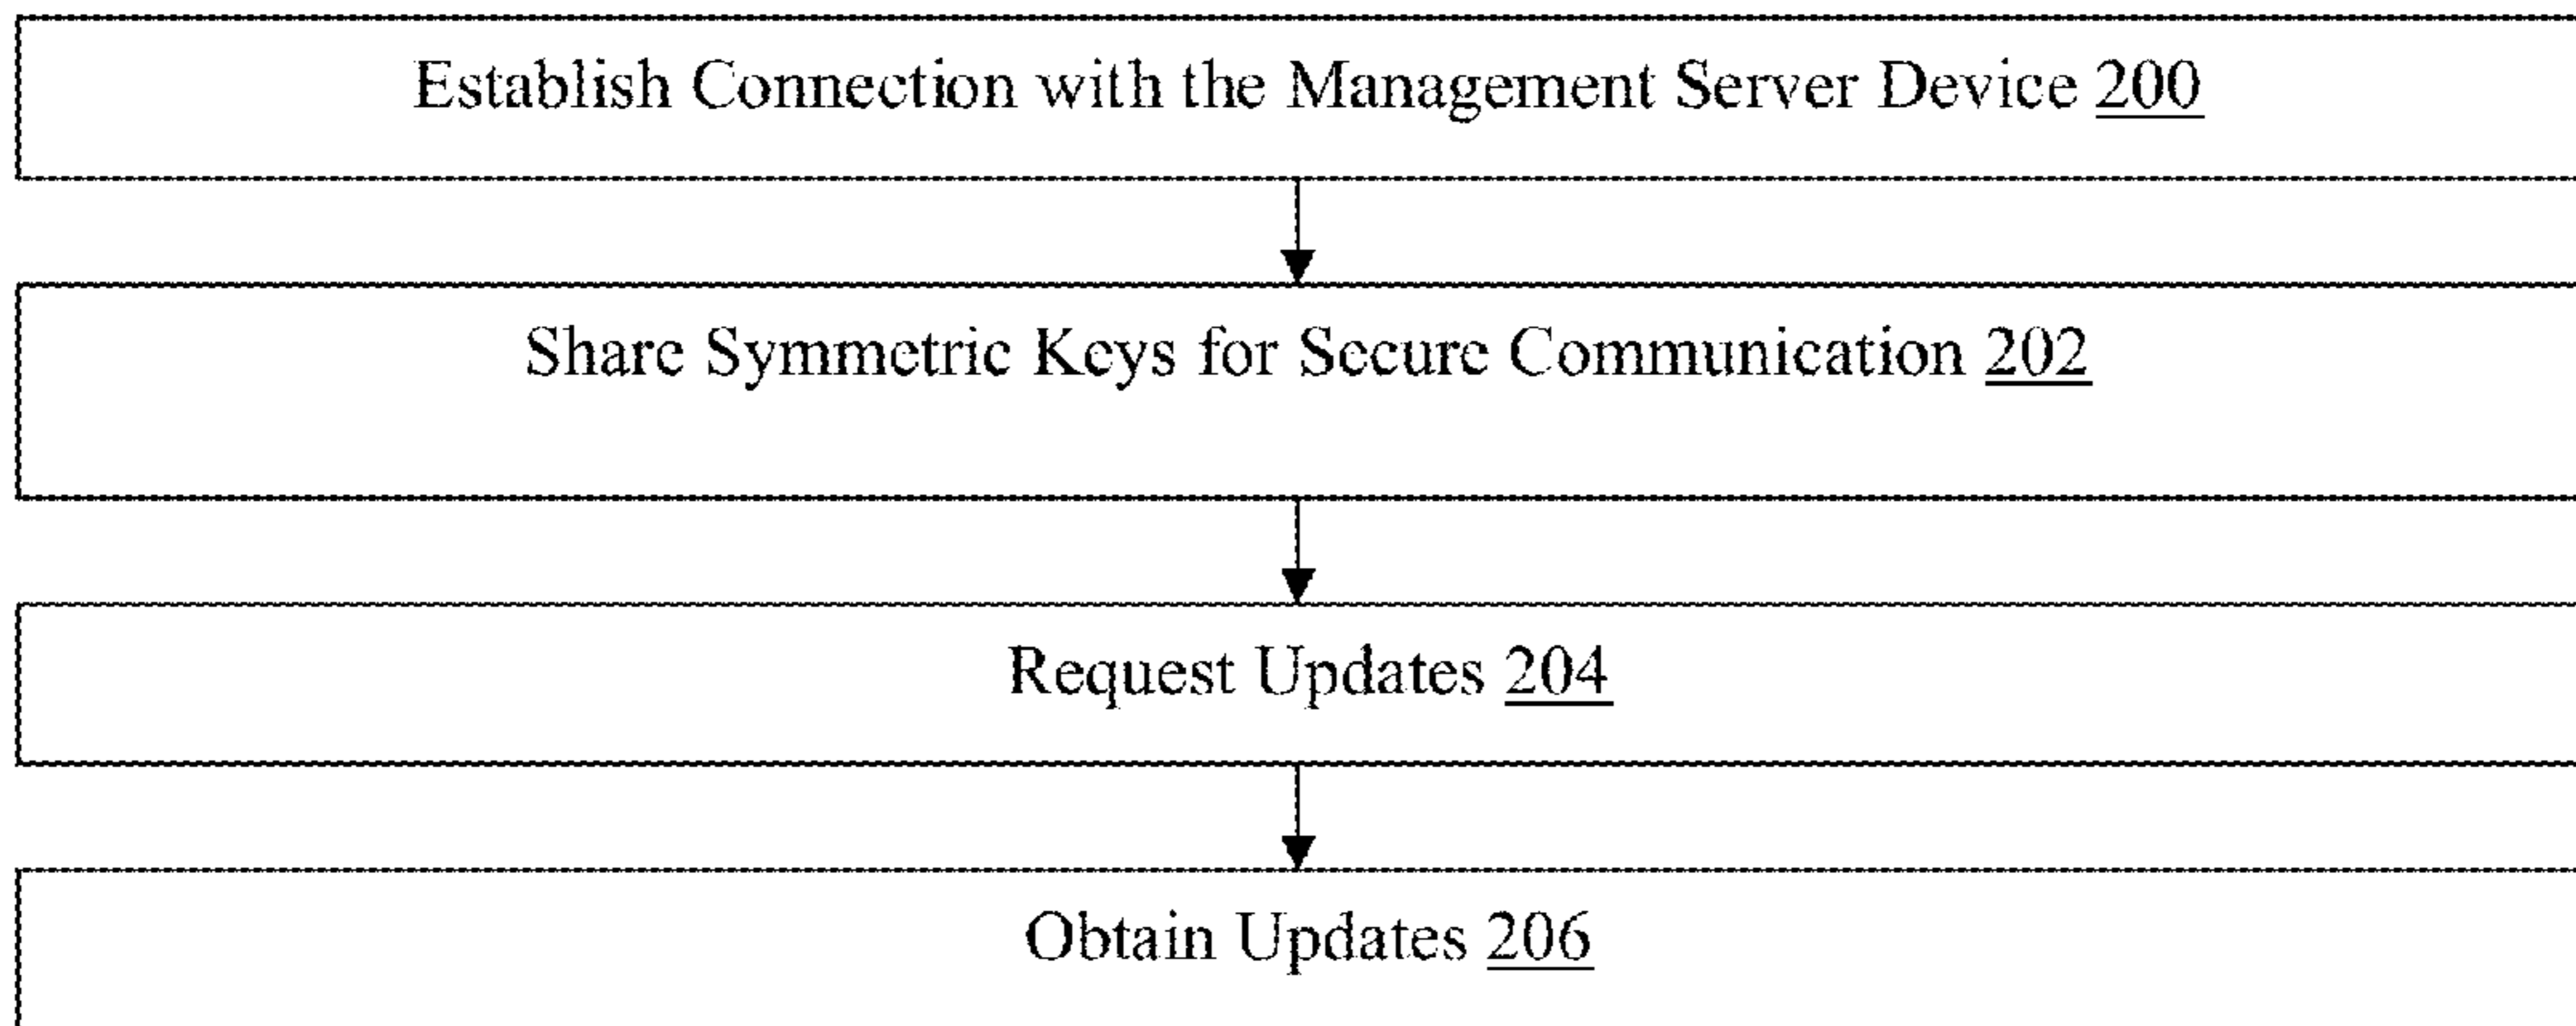 Establish Connection with the Management Server Device 200
Share Symmetric Keys for Secure Communication 202
Request Updates 204
Obtain Updates 206